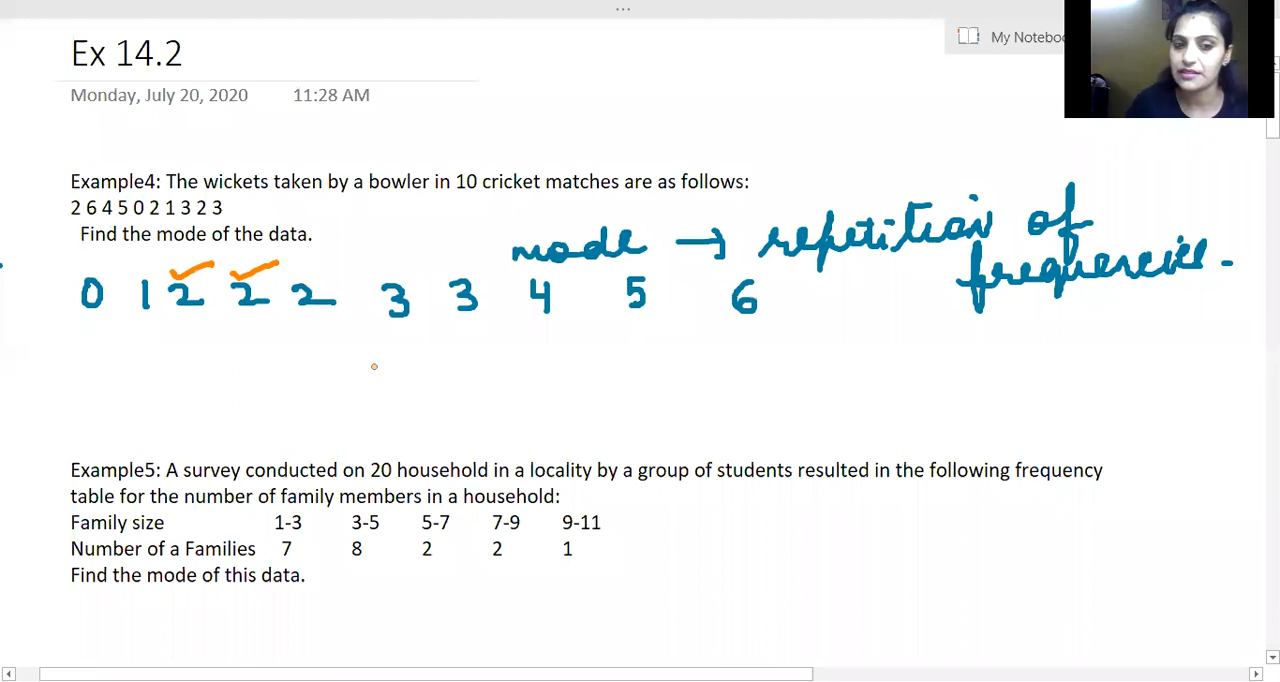 ...
Ex 14.2
My Notebook
Monday, July 20, 2020 11:28 AM
Example4: The wickets taken by a bowler in 10 cricket matches are as follows:
2 6 4 5 0 2 1 3 2 3
Find the mode of the data.
mode → repetition of
frequencies.
0 1 2 2 2 3 3 4 5 6
Example5: A survey conducted on 20 household in a locality by a group of students resulted in the following frequency
table for the number of family members in a household:
Family size 1-3 3-5 5-7 7-9 9-11
Number of a Families 7 8 2 2 1
Find the mode of this data.